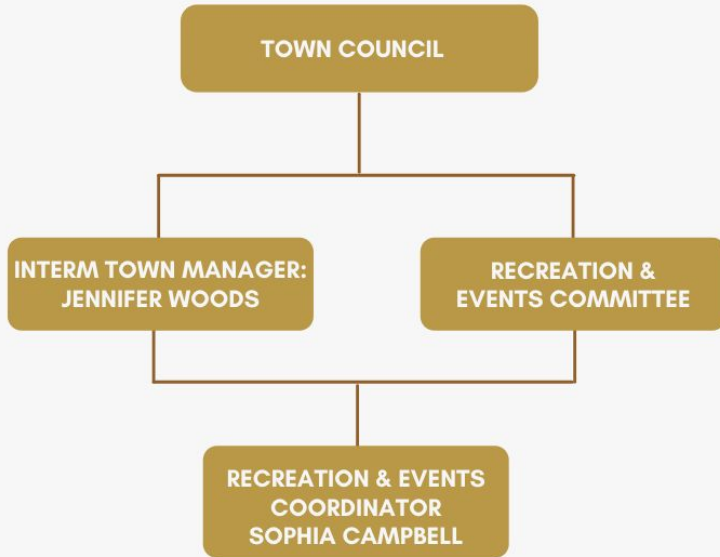 TOWN COUNCIL
INTERM TOWN MANAGER:
JENNIFER WOODS
RECREATION &
EVENTS COMMITTEE
RECREATION & EVENTS
COORDINATOR
SOPHIA CAMPBELL